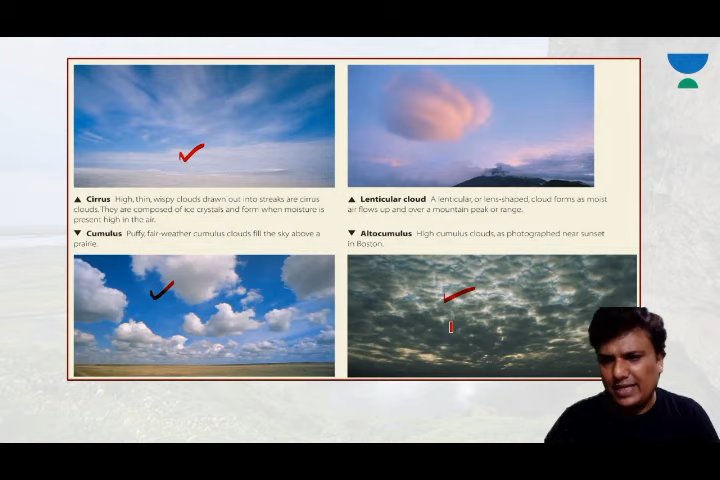 ▲ Cirrus High, thin, wispy clouds drawn out into streaks are cirrus
clouds. They are composed of ice crystals and form when moisture is
present high in the air.
▼ Cumulus Puffy, fair-weather cumulus clouds fill the sky above a
prairie.
▲ Lenticular cloud A lenticular, or lens-shaped, cloud forms as moist
air flows up and over a mountain peak or range.
▼ Altocumulus High cumulus clouds, as photographed near sunset
in Boston.